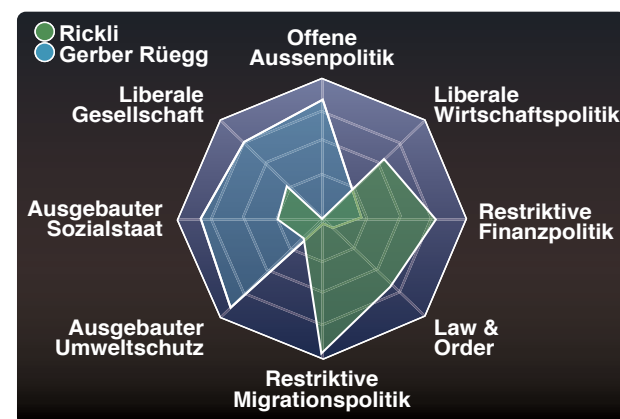 Rickli
Gerber Rüegg
Offene
Aussenpolitik
Liberale
Wirtschaftspolitik
Restriktive
Finanzpolitik
Law &
Order
Restriktive
Migrationspolitik
Ausgebauter
Umweltschutz
Ausgebauter
Sozialstaat
Liberale
Gesellschaft